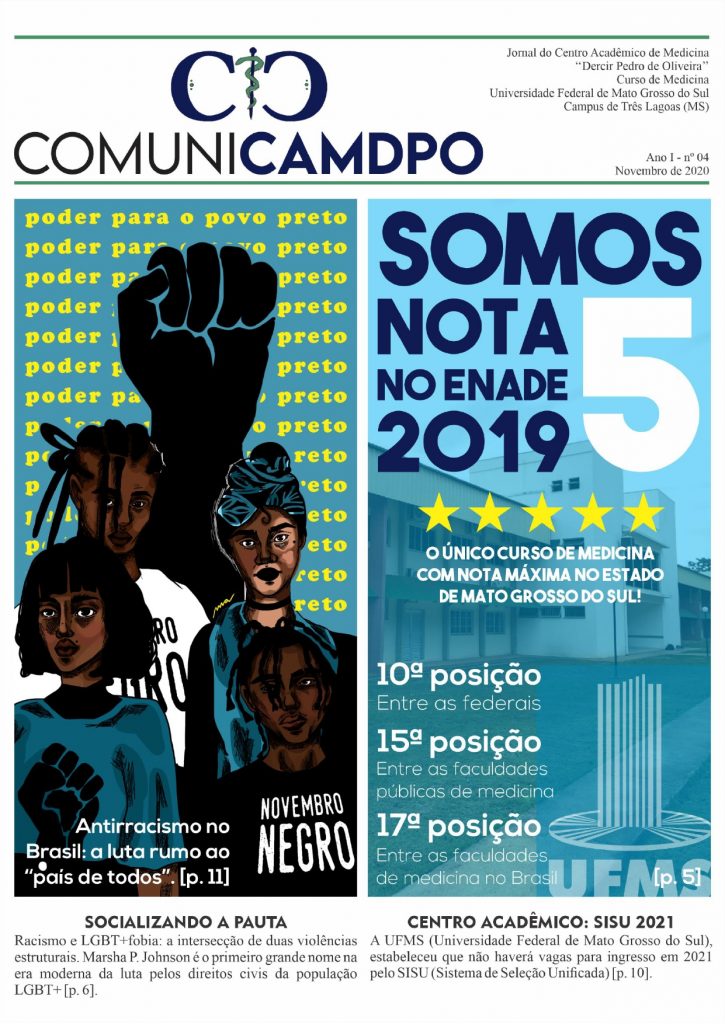 Jornal do Centro Acadêmico de Medicina
"Dercir Pedro de Oliveira"
Curso de Medicina
Universidade Federal de Mato Grosso do Sul
Campus de Três Lagoas (MS)
COMUNICAMDPO
Ano I - nº 04
Novembro de 2020
poder para o povo preto
poder para o povo preto
poder para povo preto
poder para preto
poder para preto
poder para preto
poder preto
preto
reto
reto
preto
preto
NOVEMBRO
NEGRO
Antirracismo no
Brasil: a luta rumo ao
"país de todos". [p. 11]
SOMOS
NOTA 5
NO ENADE
2019
O ÚNICO CURSO DE MEDICINA
COM NOTA MÁXIMA NO ESTADO
DE MATO GROSSO DO SUL!
10ª posição
Entre as federais
15ª posição
Entre as faculdades
públicas de medicina
17ª posição
Entre as faculdades
de medicina no Brasil
UFMS
[p. 5]
SOCIALIZANDO A PAUTA
Racismo e LGBT+fobia: a intersecção de duas violências
estruturais. Marsha P. Johnson é o primeiro grande nome na
era moderna da luta pelos direitos civis da população
LGBT+ [p. 6].
CENTRO ACADÊMICO: SISU 2021
A UFMS (Universidade Federal de Mato Grosso do Sul),
estabeleceu que não haverá vagas para ingresso em 2021
pelo SISU (Sistema de Seleção Unificada) [p. 10].